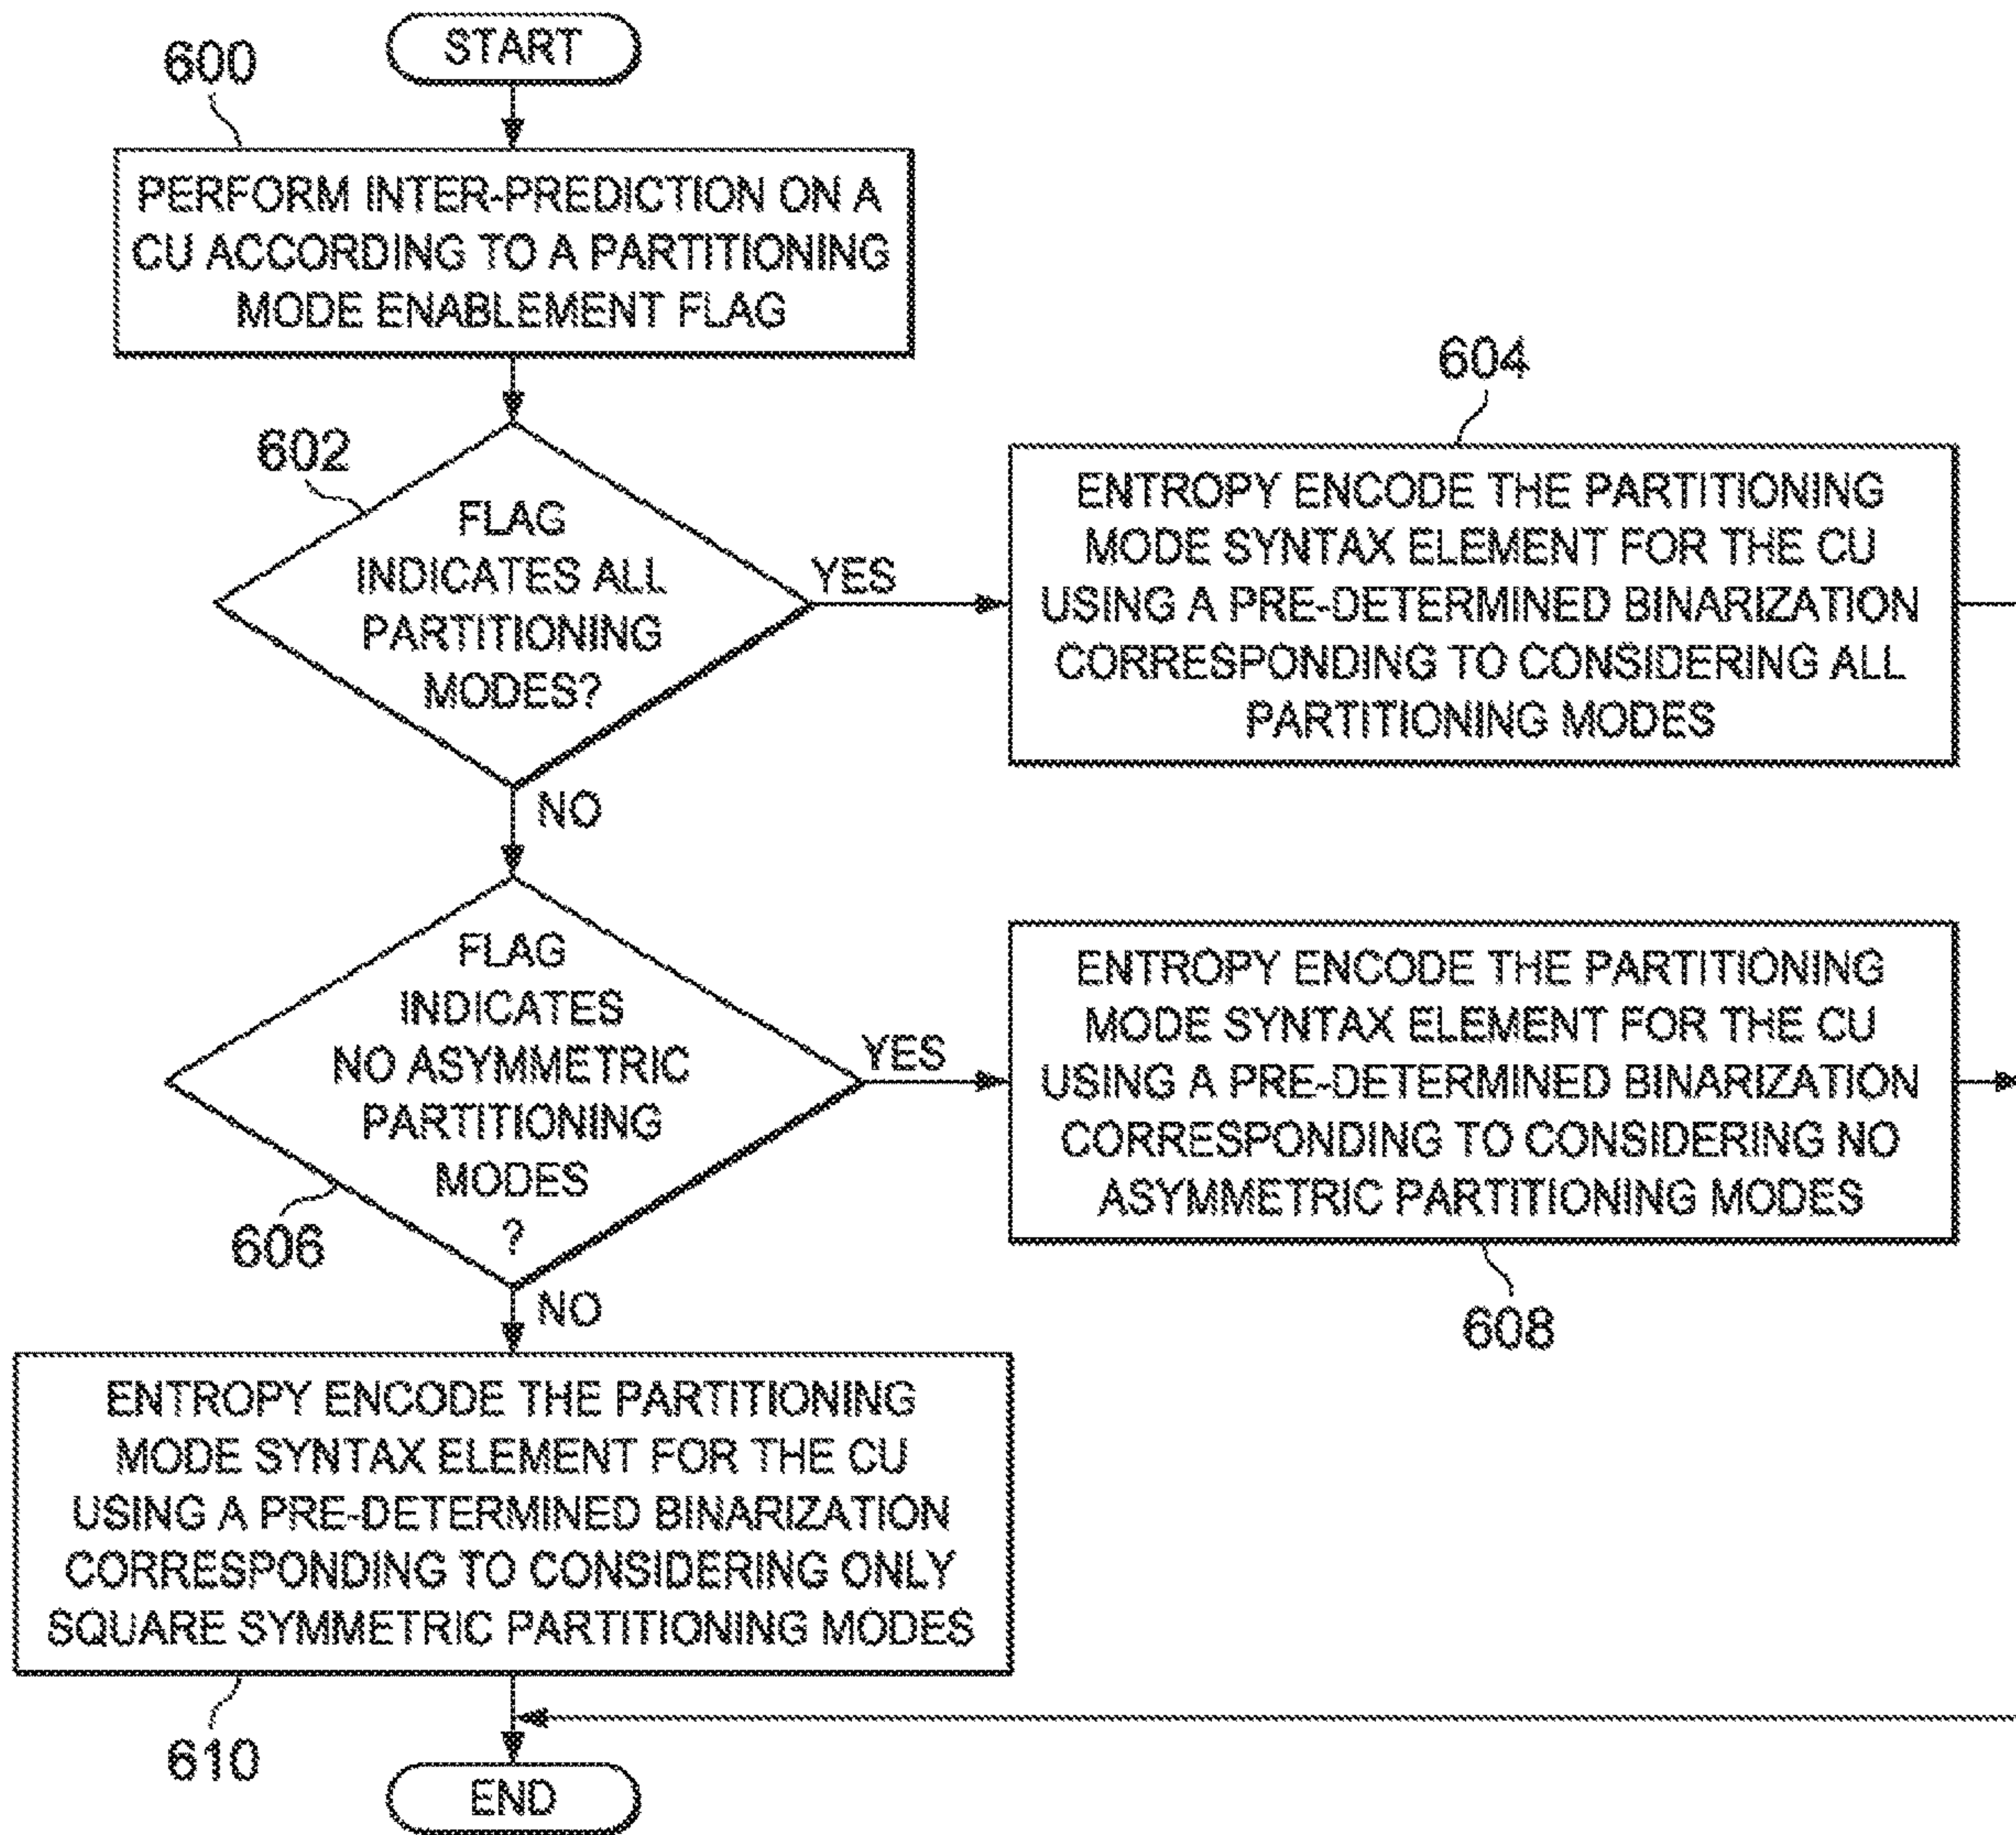 START
600
PERFORM INTER-PREDICTION ON A
CU ACCORDING TO A PARTITIONING
MODE ENABLEMENT FLAG
602
FLAG
INDICATES ALL
PARTITIONING
MODES?
YES
NO
604
ENTROPY ENCODE THE PARTITIONING
MODE SYNTAX ELEMENT FOR THE CU
USING A PRE-DETERMINED BINARIZATION
CORRESPONDING TO CONSIDERING ALL
PARTITIONING MODES
FLAG
INDICATES
NO ASYMMETRIC
PARTITIONING
MODES
?
606
YES
NO
ENTROPY ENCODE THE PARTITIONING
MODE SYNTAX ELEMENT FOR THE CU
USING A PRE-DETERMINED BINARIZATION
CORRESPONDING TO CONSIDERING NO
ASYMMETRIC PARTITIONING MODES
608
ENTROPY ENCODE THE PARTITIONING
MODE SYNTAX ELEMENT FOR THE CU
USING A PRE-DETERMINED BINARIZATION
CORRESPONDING TO CONSIDERING ONLY
SQUARE SYMMETRIC PARTITIONING MODES
610
END